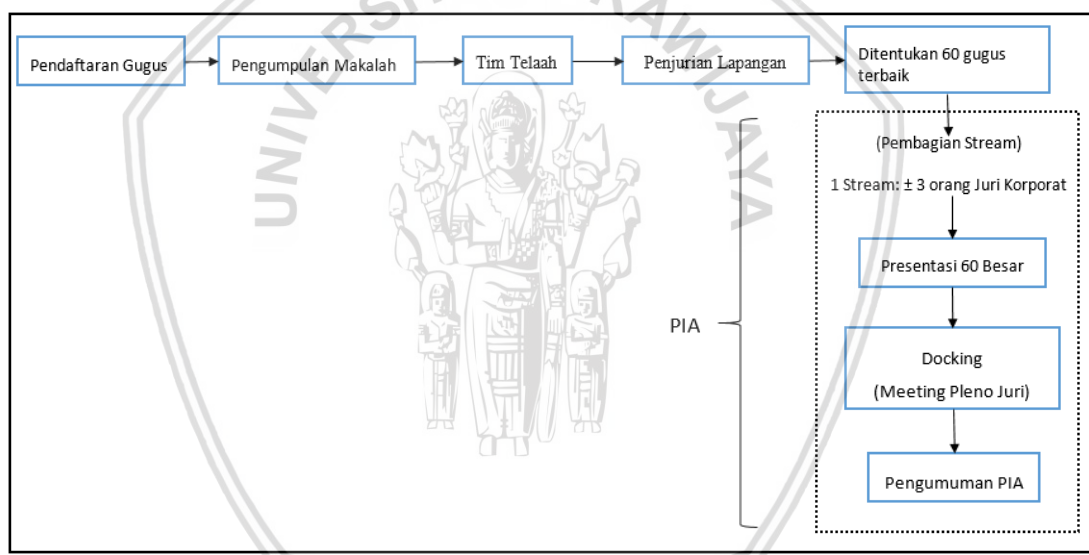 UNIVERSITAS BRAWIJAYA
Pendaftaran Gugus
Pengumpulan Makalah
Tim Telaah
Penjurian Lapangan
Ditentukan 60 gugus
terbaik
(Pembagian Stream)
1 Stream: ± 3 orang Juri Korporat
Presentasi 60 Besar
PIA
Docking
(Meeting Pleno Juri)
Pengumuman PIA